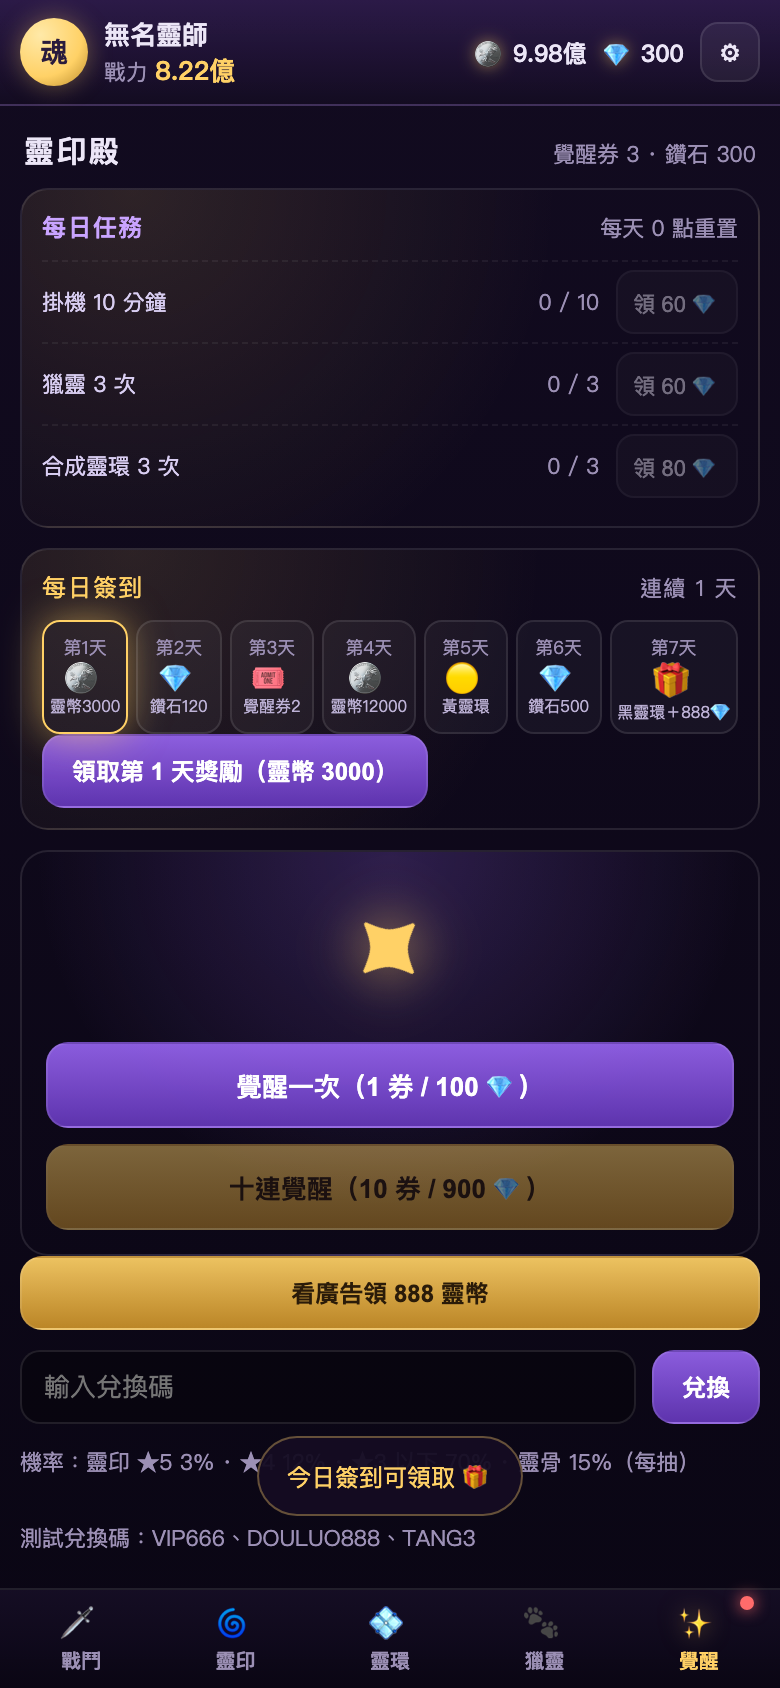 魂
無名靈師
戰力 8.22億
9.98億
300
靈印殿
覺醒券 3 · 鑽石 300
每日任務
每天 0 點重置
掛機 10 分鐘
0 / 10
領 60
獵靈 3 次
0 / 3
領 60
合成靈環 3 次
0 / 3
領 80
每日簽到
連續 1 天
第1天
靈幣3000
第2天
鑽石120
第3天
ADMIT ONE
覺醒券2
第4天
靈幣12000
第5天
黃靈環
第6天
鑽石500
第7天
黑靈環＋888💎
領取第 1 天獎勵（靈幣 3000）
覺醒一次（1 券 / 100 💎）
十連覺醒（10 券 / 900 💎）
看廣告領 888 靈幣
輸入兌換碼
兌換
機率：靈印 ★5 3% · ★
靈骨 15%（每抽）
今日簽到可領取 🎁
測試兌換碼：VIP666、DOULUO888、TANG3
戰鬥
靈印
靈環
獵靈
覺醒